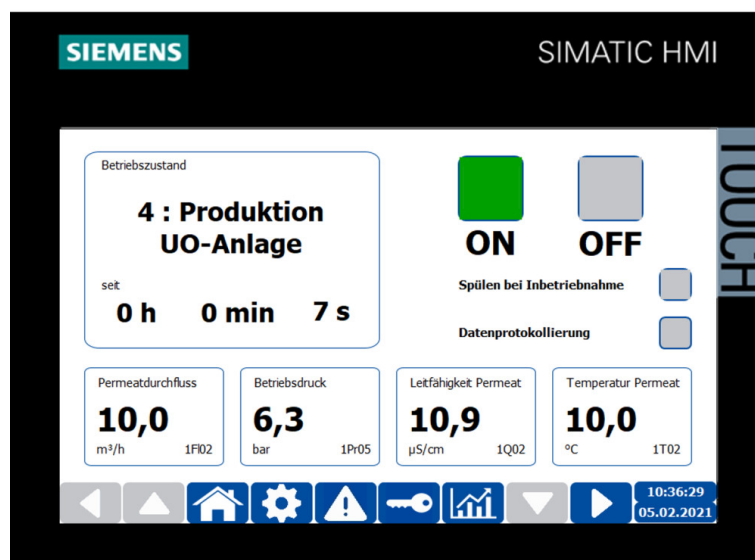 SIEMENS
SIMATIC HMI
TOUCH
Betriebszustand
4 : Produktion
UO-Anlage
seit
0 h 0 min 7 s
ON OFF
Spülen bei Inbetriebnahme
Datenprotokollierung
Permeatdurchfluss
10,0
m³/h 1FI02
Betriebsdruck
6,3
bar 1Pr05
Leitfähigkeit Permeat
10,9
µS/cm 1Q02
Temperatur Permeat
10,0
°C 1T02
10:36:29
05.02.2021